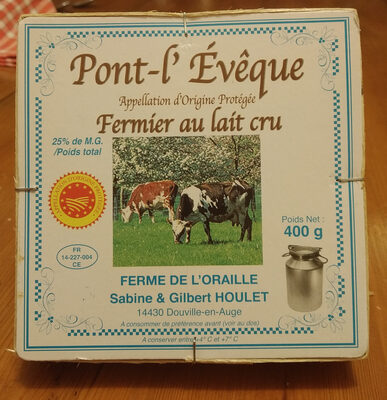 Pont-l' Évêque
Appellation d'Origine Protégée
Fermier au lait cru
25% de M.G.
/Poids total
Poids Net :
400 g
FR
14-227-004
CE
FERME DE L'ORAILLE
Sabine & Gilbert HOULET
14430 Douville-en-Auge
A consommer de préférence avant (voir au dos)
A conserver entre +4° C et +7° C